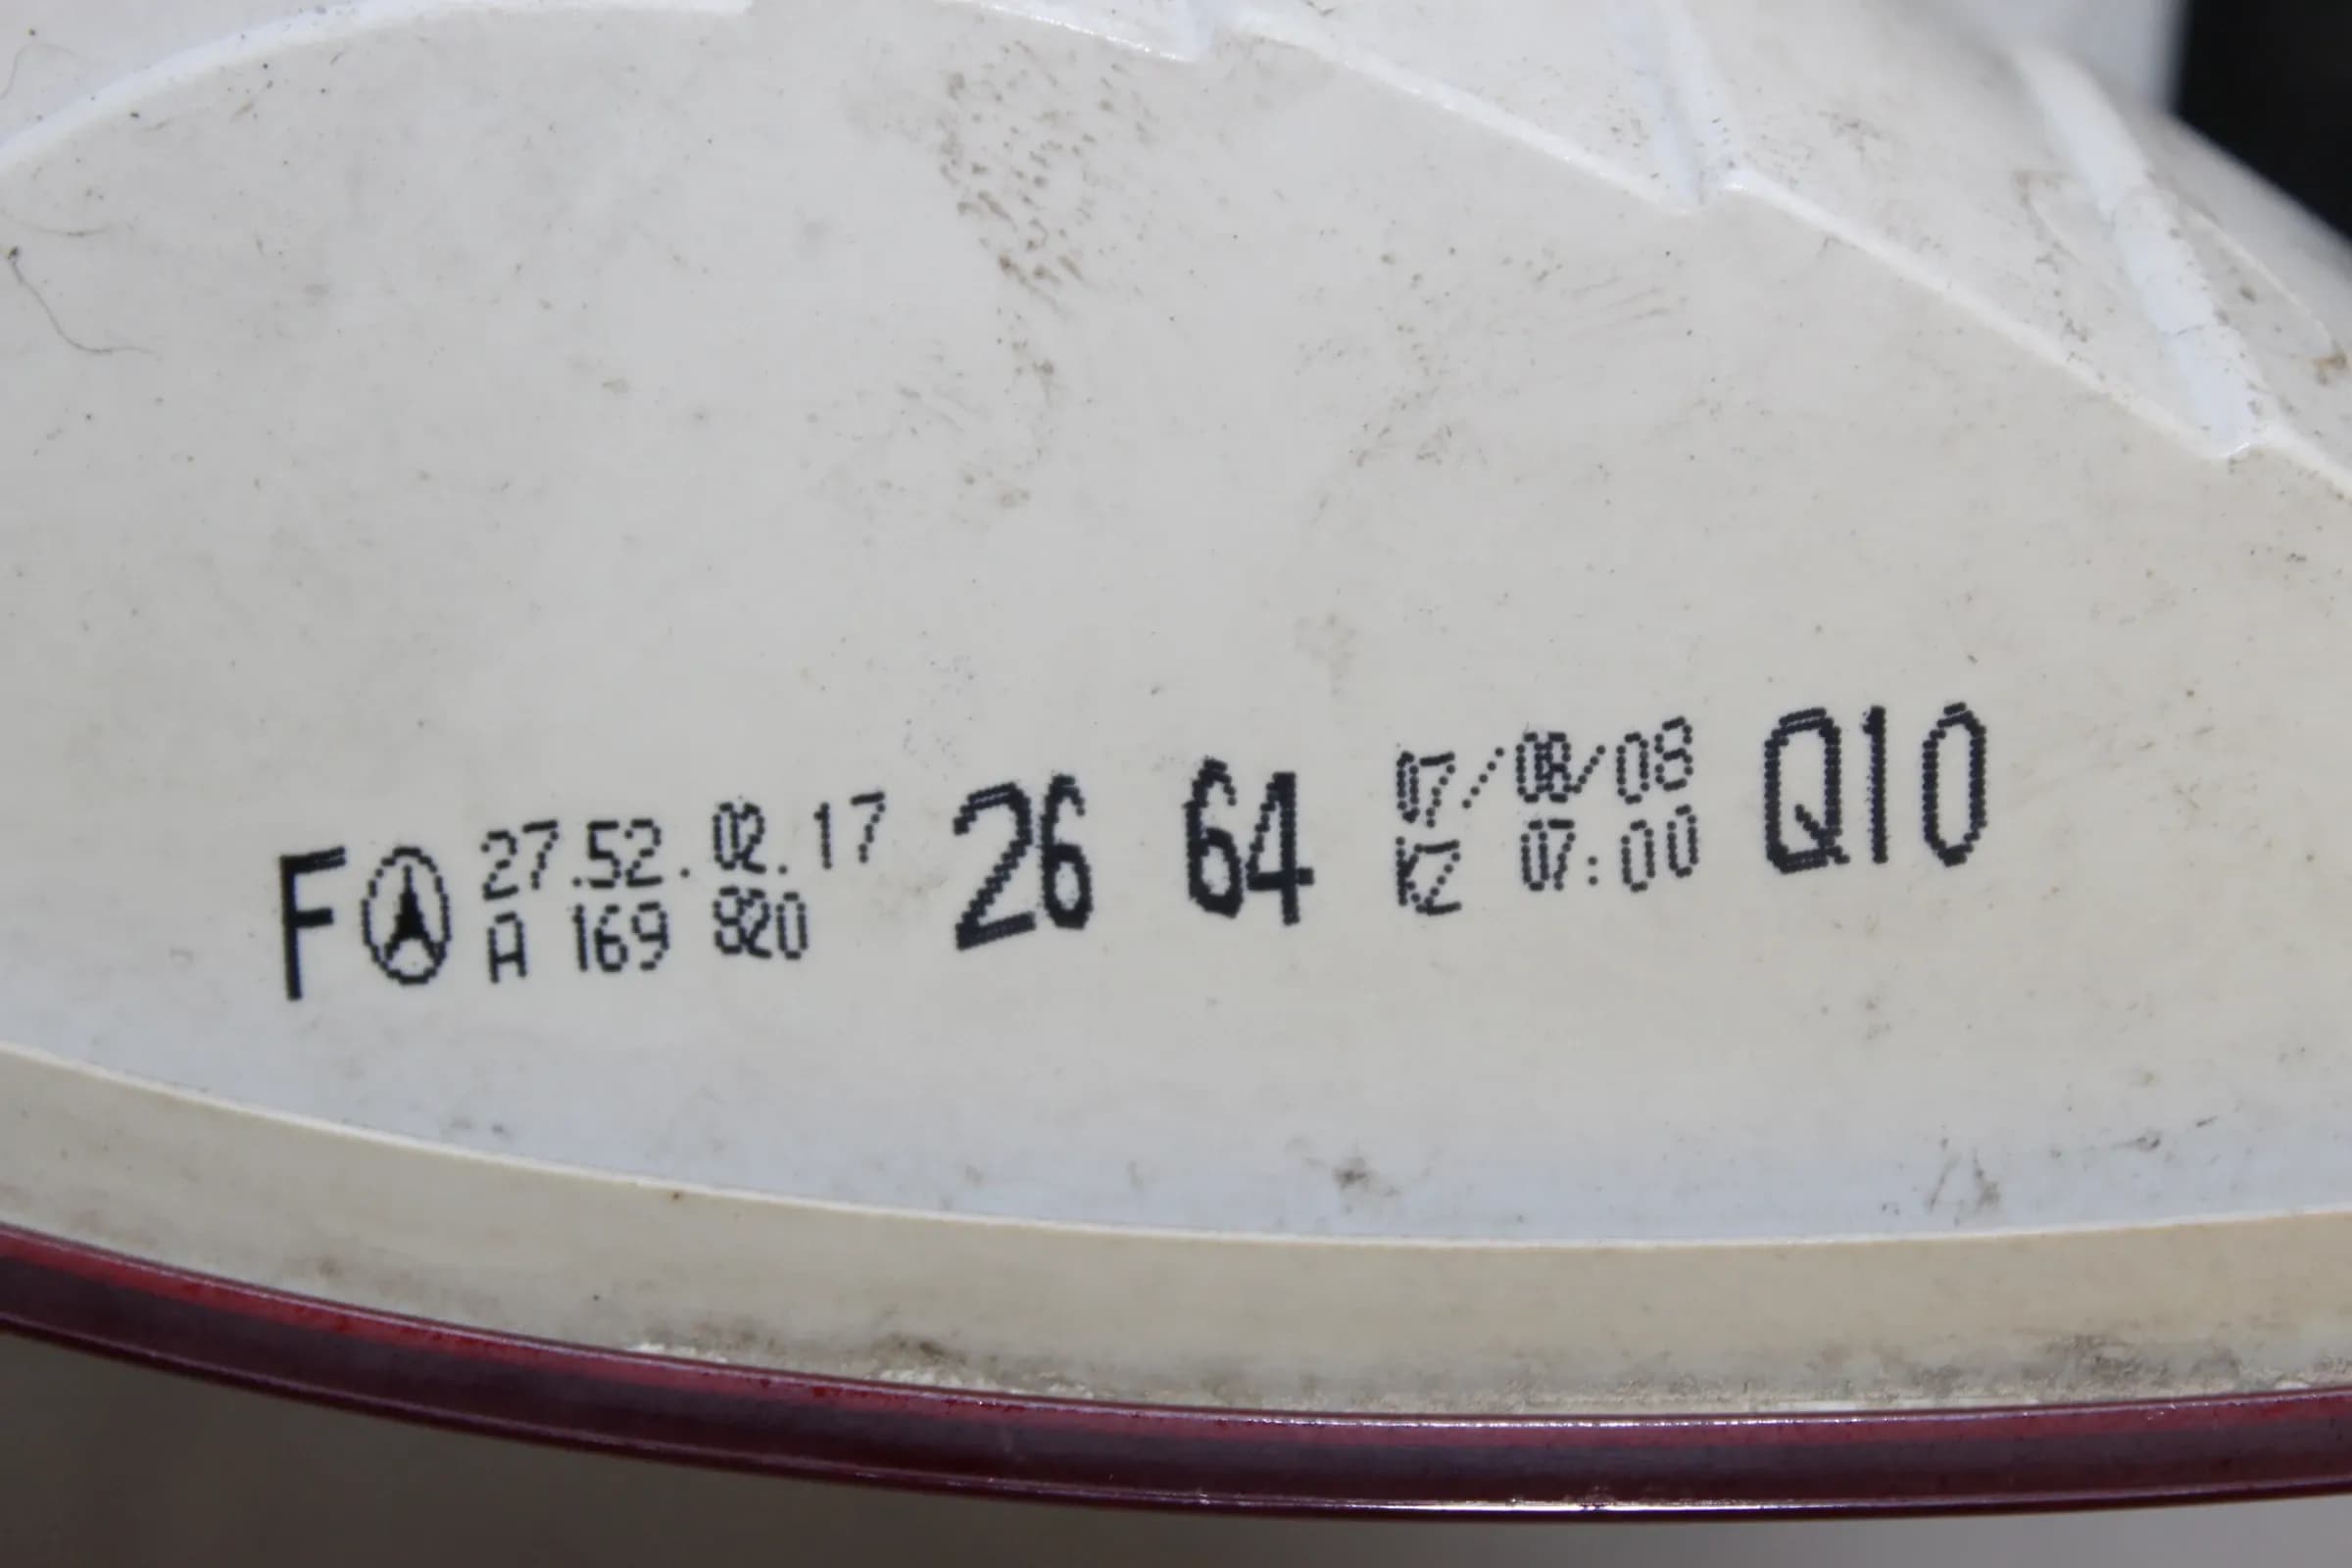 F 27.52.02.17 26 64 07/08/08 Q10
A 169 820 KZ 07:00